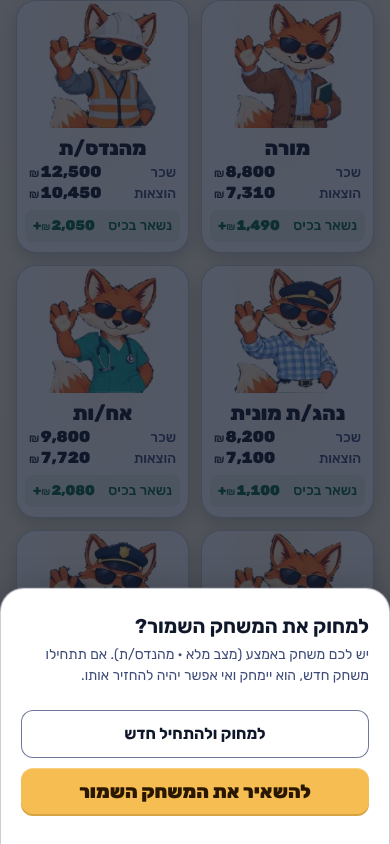 מורה
שכר ₪8,800
הוצאות ₪7,310
נשאר בכיס +₪1,490
מהנדס/ת
שכר ₪12,500
הוצאות ₪10,450
נשאר בכיס +₪2,050
נהג/ת מונית
שכר ₪8,200
הוצאות ₪7,100
נשאר בכיס +₪1,100
אח/ות
שכר ₪9,800
הוצאות ₪7,720
נשאר בכיס +₪2,080
למחוק את המשחק השמור?
יש לכם משחק באמצע (מצב מלא · מהנדס/ת). אם תתחילו
משחק חדש, הוא יימחק ואי אפשר יהיה להחזיר אותו.
למחוק ולהתחיל חדש
להשאיר את המשחק השמור